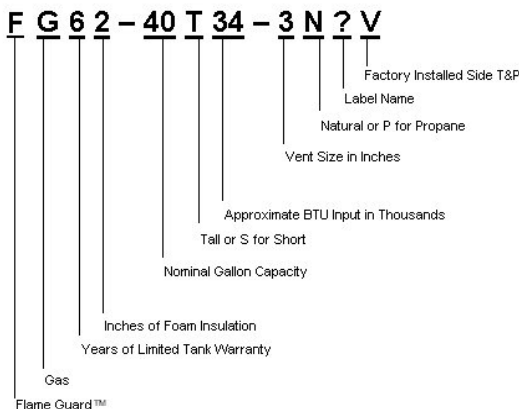 F G 6 2 - 40 T 34 - 3 N ? V
Factory Installed Side T&P
Label Name
Natural or P for Propane
Vent Size in Inches
Approximate BTU Input in Thousands
Tall or S for Short
Nominal Gallon Capacity
Inches of Foam Insulation
Years of Limited Tank Warranty
Gas
Flame Guard™